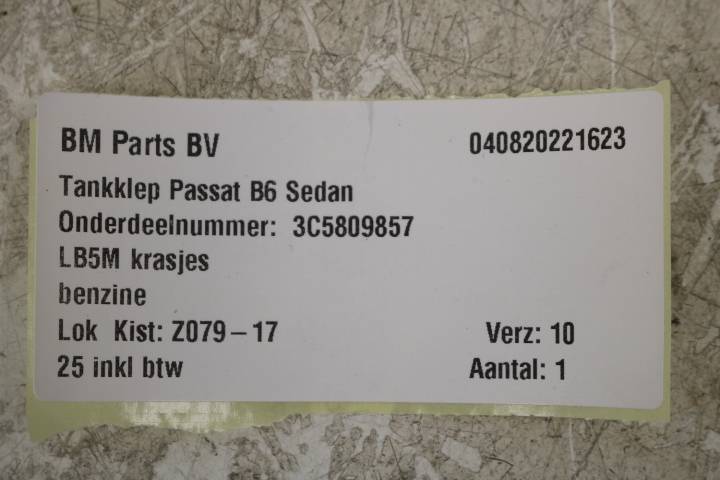 BM Parts BV 040820221623
Tankklep Passat B6 Sedan
Onderdeelnummer: 3C5809857
LB5M krasjes
benzine
Lok Kist: Z079-17 Verz: 10
25 inkl btw Aantal: 1